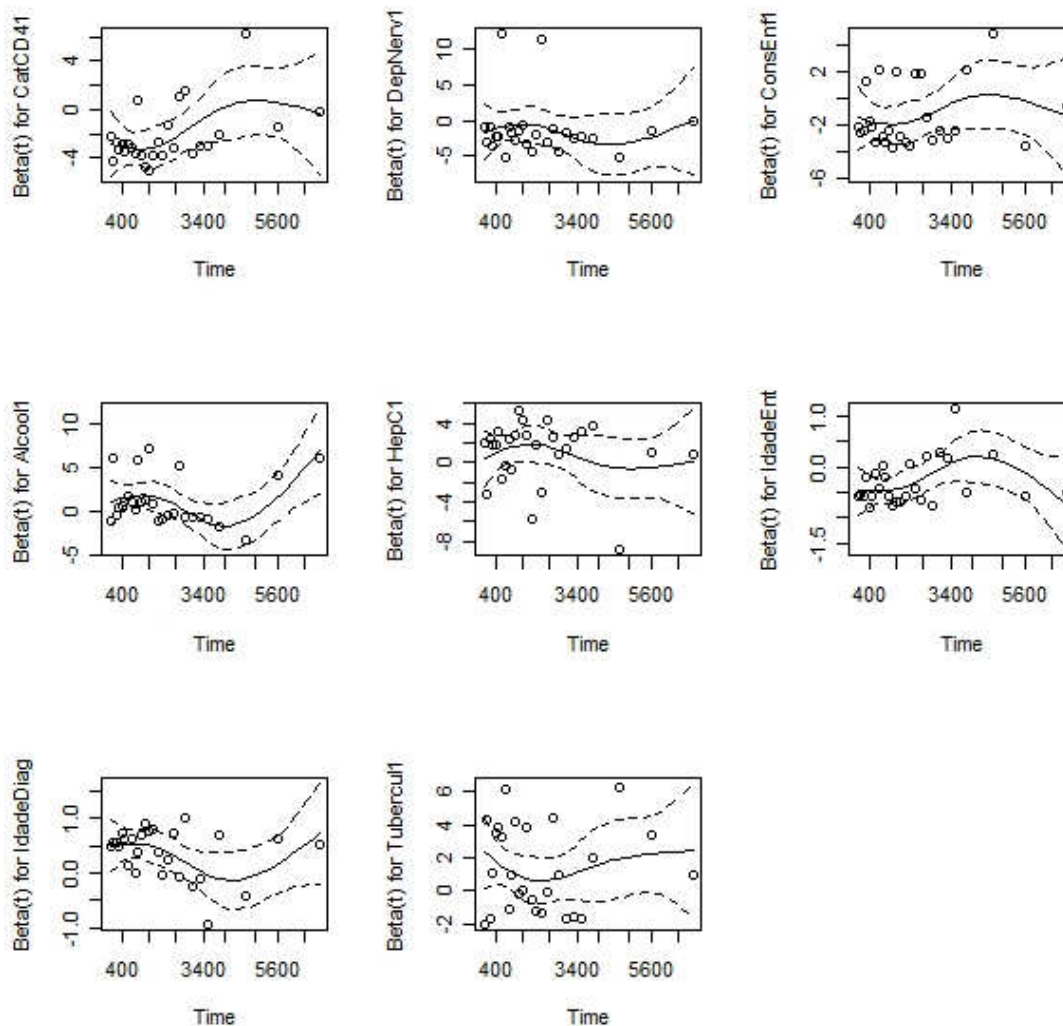 Beta(t) for CatCD41
4
0
-4
400 3400 5600
Time
Beta(t) for DepNerv1
10
5
0
-5
400 3400 5600
Time
Beta(t) for ConsEnf1
2
-2
-6
400 3400 5600
Time
Beta(t) for Alcool1
10
5
0
-5
400 3400 5600
Time
Beta(t) for HepC1
4
0
-4
-8
400 3400 5600
Time
Beta(t) for IdadeEnt
1.0
0.0
-1.5
400 3400 5600
Time
Beta(t) for IdadeDiag
1.0
0.0
-1.0
400 3400 5600
Time
Beta(t) for Tubercul1
6
4
2
0
-2
400 3400 5600
Time